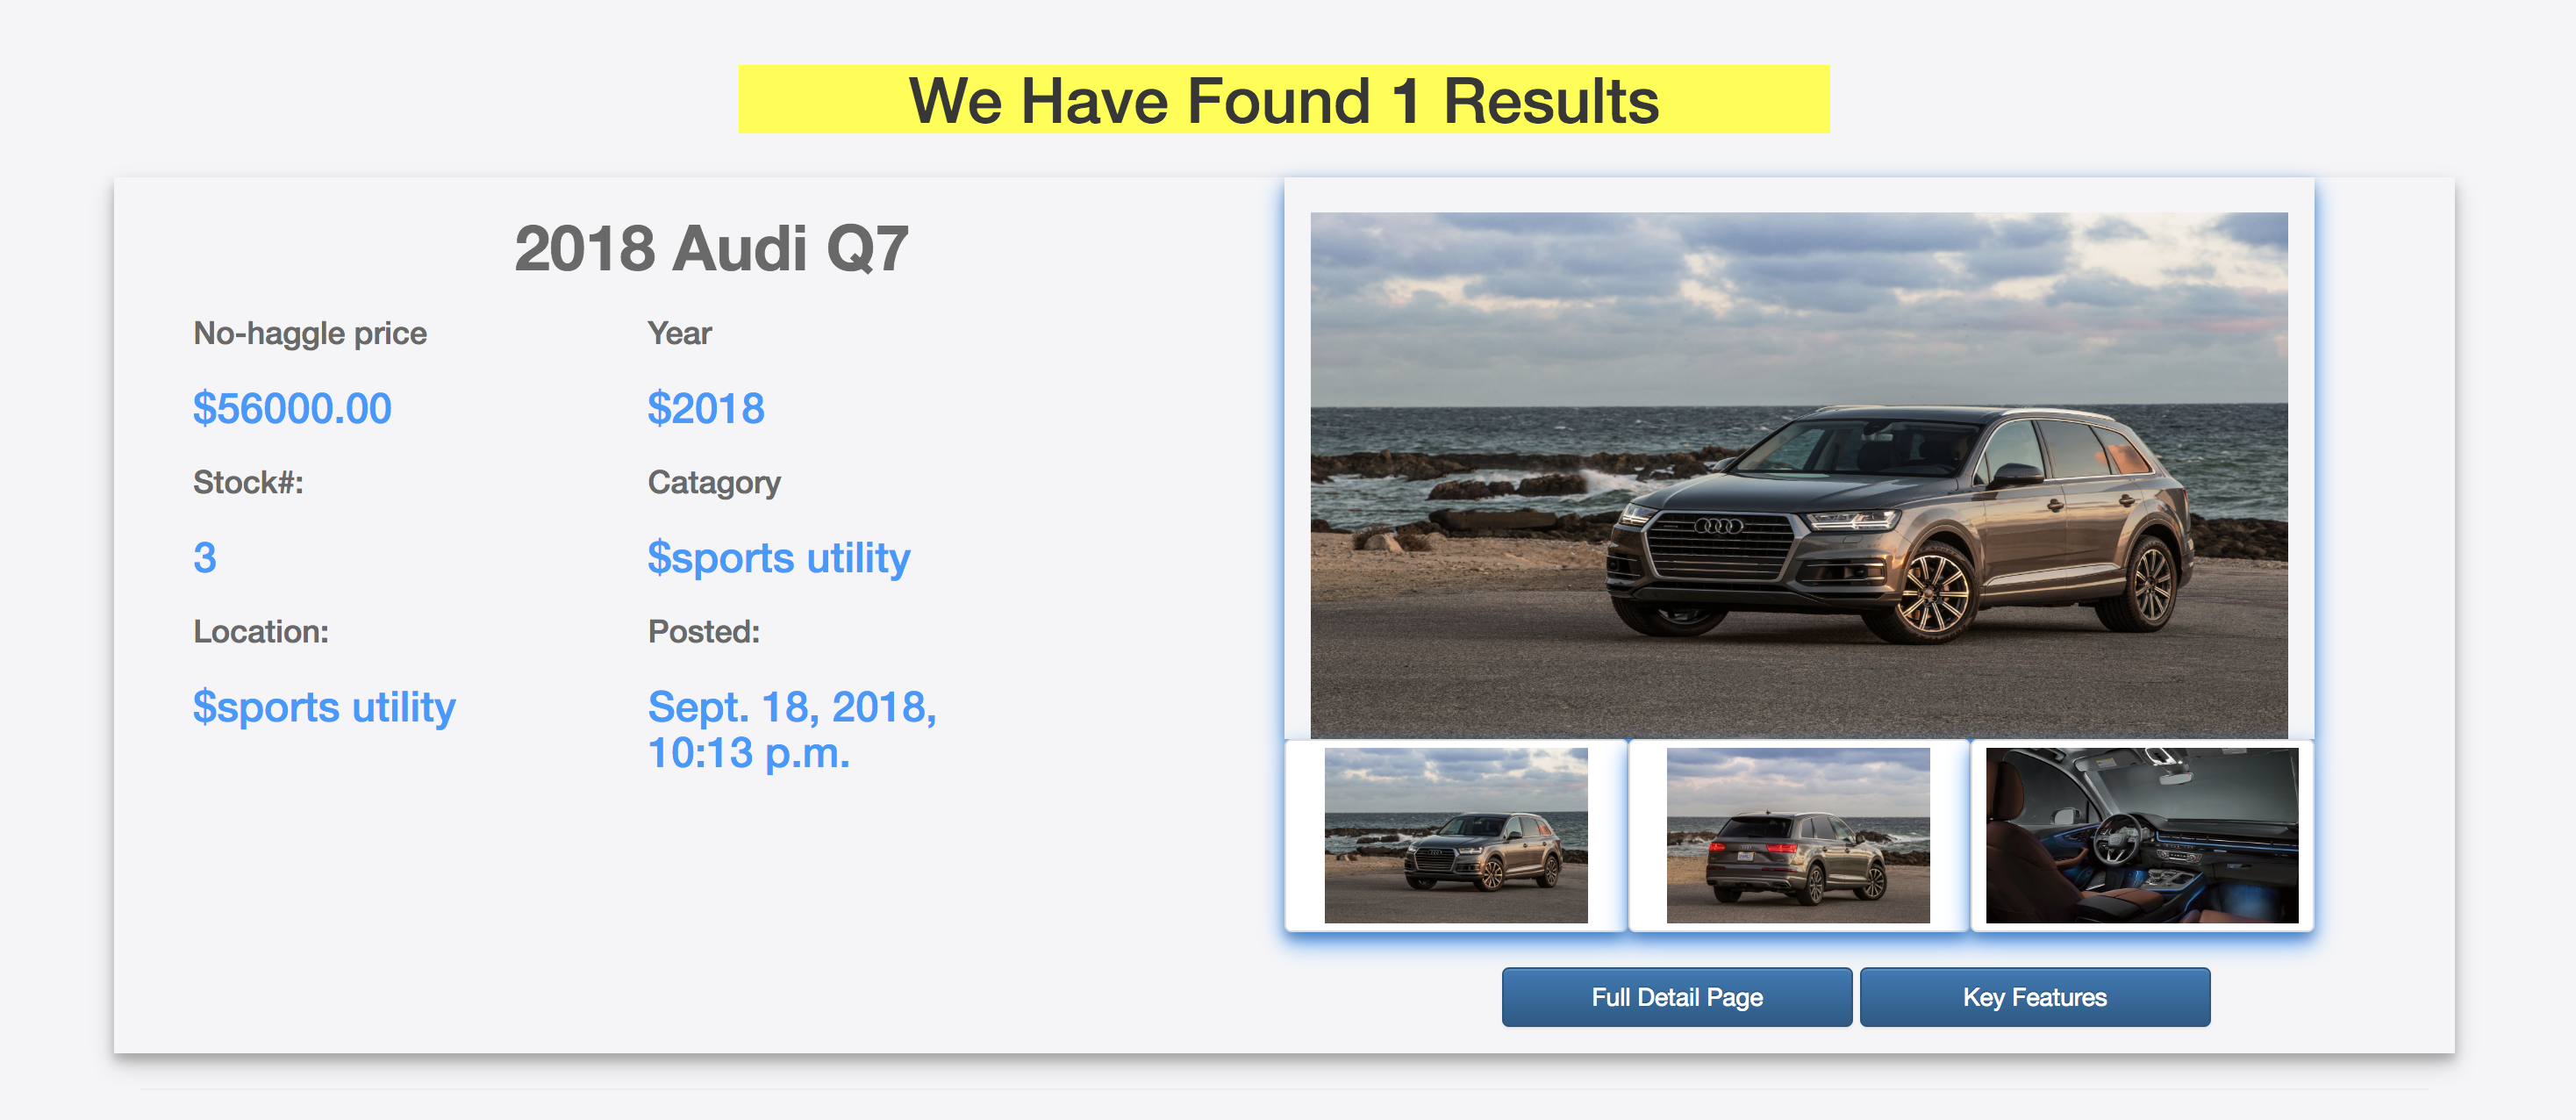 We Have Found 1 Results
2018 Audi Q7
No-haggle price
Year
$56000.00
$2018
Stock#:
Catagory
3
$sports utility
Location:
Posted:
$sports utility
Sept. 18, 2018,
10:13 p.m.
Full Detail Page
Key Features